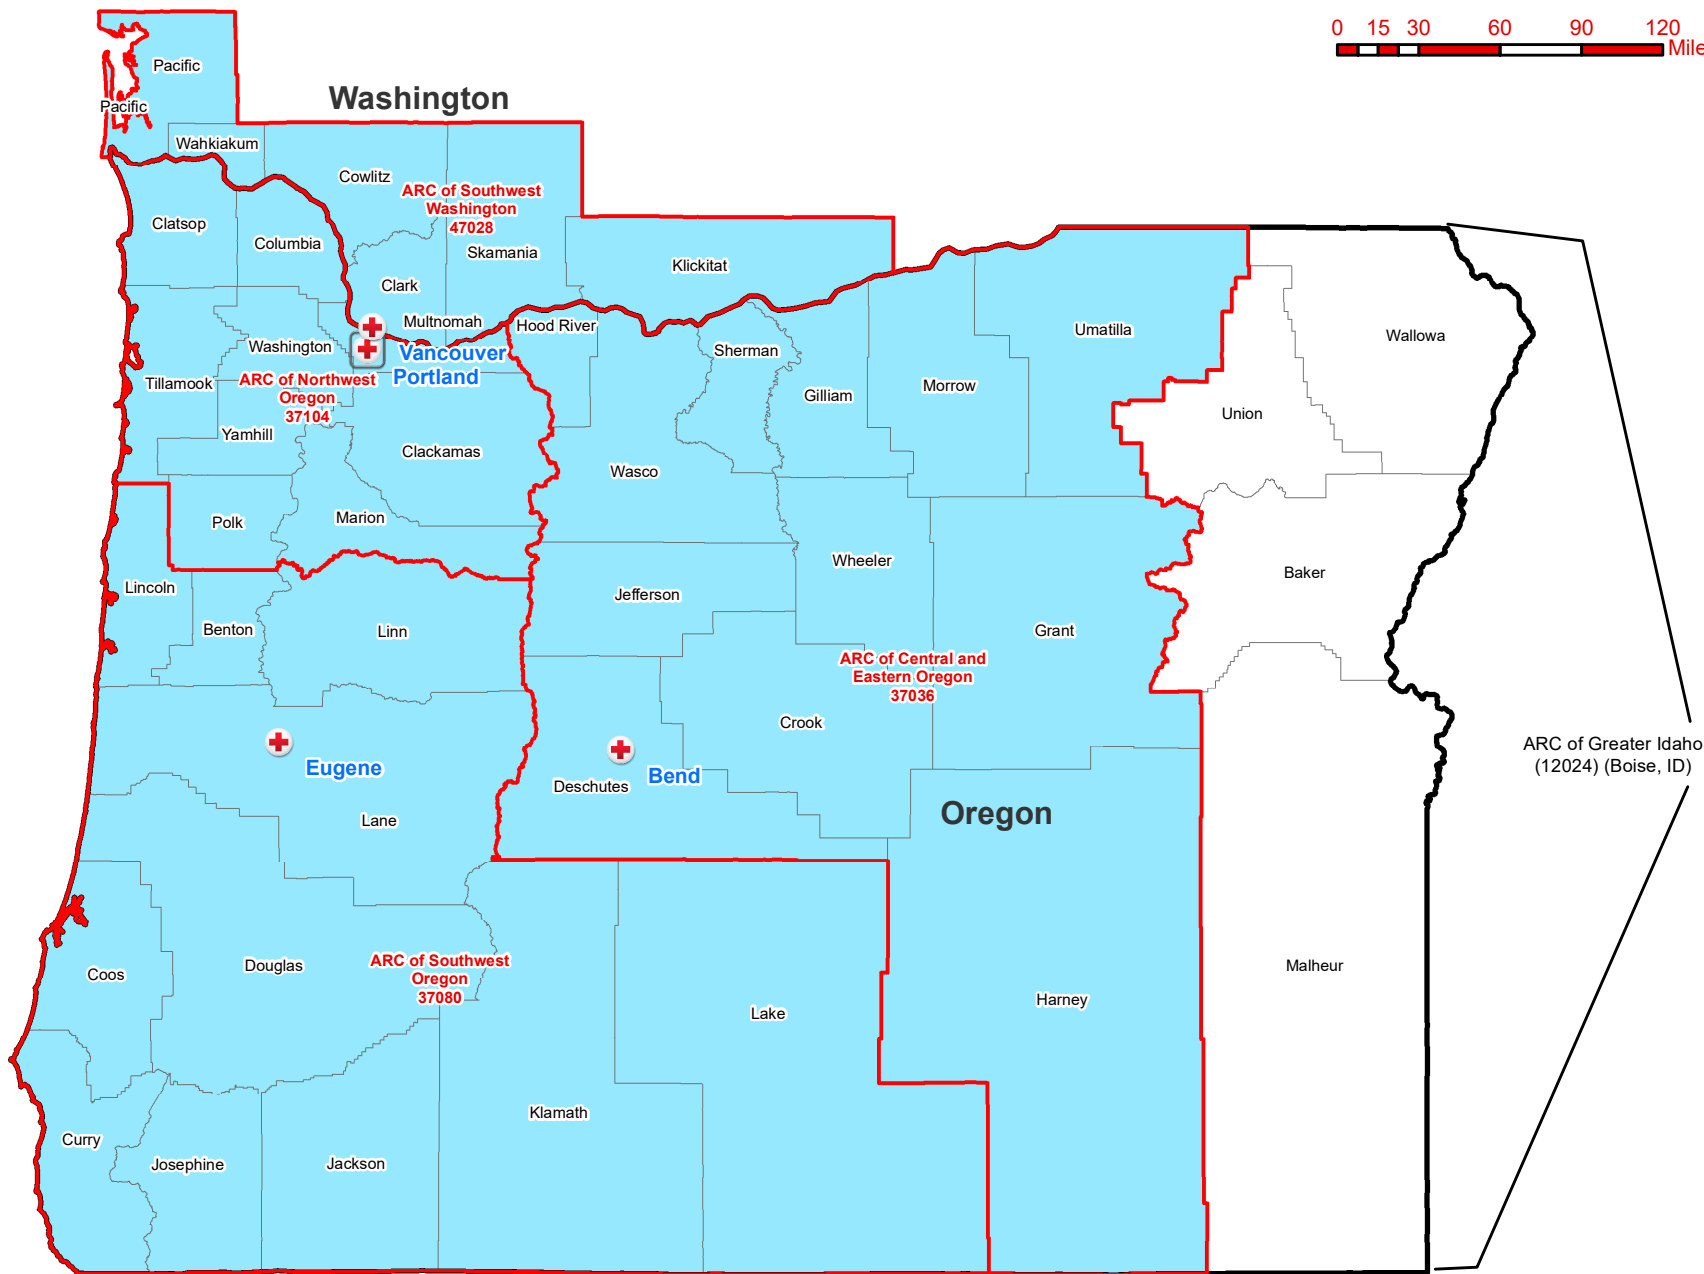 0 15 30 60 90 120
Mile
Pacific
Washington
Pacific
Wahkiakum
Cowlitz
ARC of Southwest
Washington
47028
Clatsop
Columbia
Skamania
Klickitat
Clark
Multnomah
Hood River
Umatilla
Wallowa
Washington
Vancouver
Sherman
Portland
Tillamook
ARC of Northwest
Oregon
37104
Gilliam
Morrow
Union
Yamhill
Clackamas
Wasco
Polk
Marion
Wheeler
Baker
Lincoln
Jefferson
Benton
Linn
Grant
ARC of Central and
Eastern Oregon
37036
Crook
ARC of Greater Idaho
(12024) (Boise, ID)
Eugene
Bend
Deschutes
Lane
Oregon
Coos
Douglas
ARC of Southwest
Oregon
37080
Malheur
Lake
Harney
Klamath
Curry
Josephine
Jackson